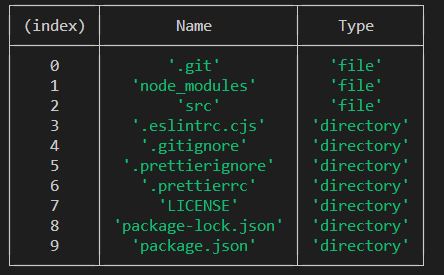 (index) Name Type
0 '.git' 'file'
1 'node_modules' 'file'
2 'src' 'file'
3 '.eslintrc.cjs' 'directory'
4 '.gitignore' 'directory'
5 '.prettierignore' 'directory'
6 '.prettierrc' 'directory'
7 'LICENSE' 'directory'
8 'package-lock.json' 'directory'
9 'package.json' 'directory'